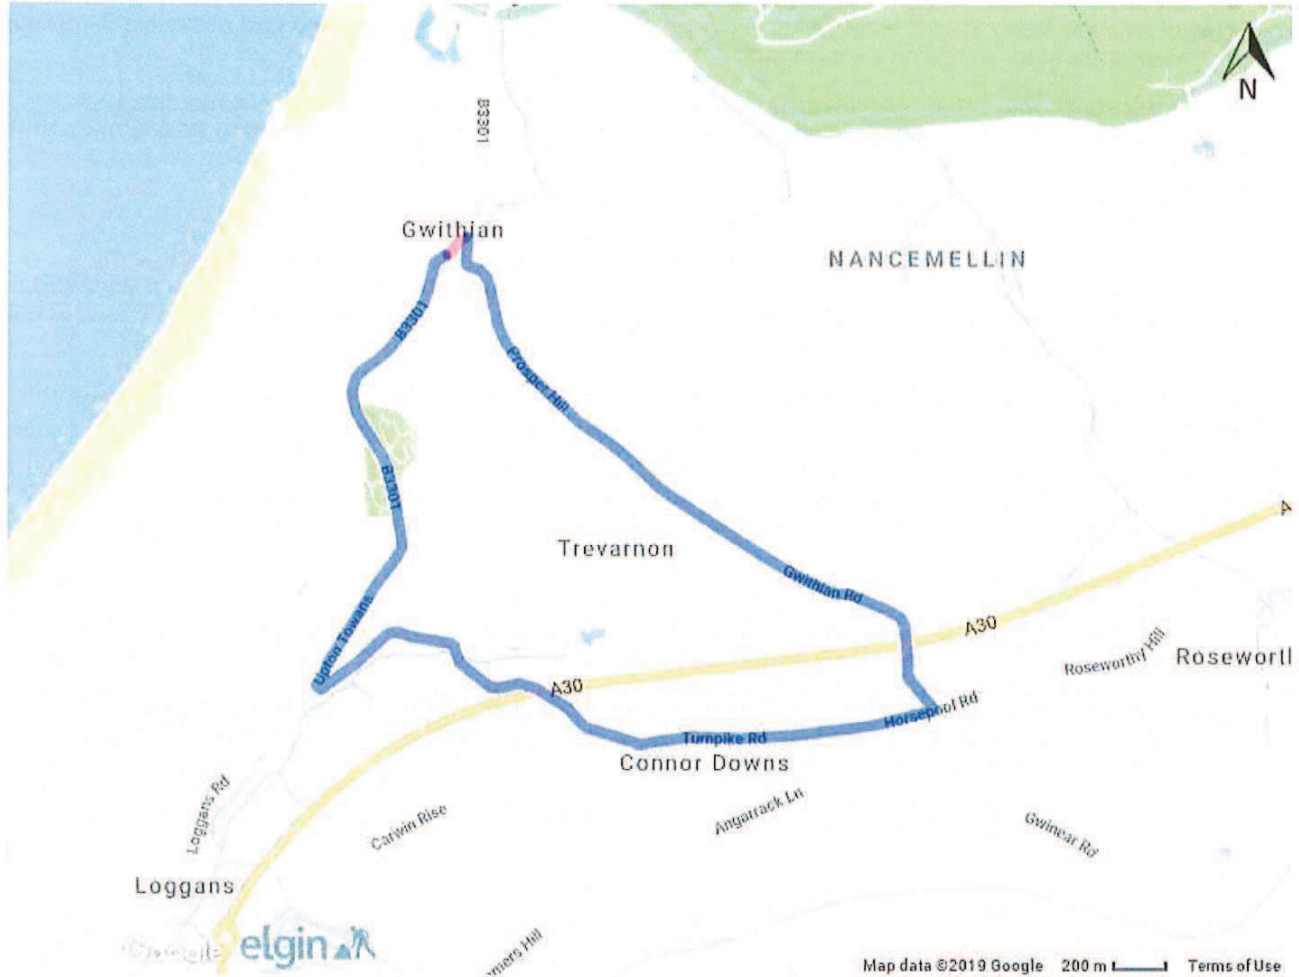 B3301
N
Gwithian
NANCEMELLIN
B3301
Prosper Hill
B3301
A
Trevarnon
Gwithian Rd
Upton Towans
A30
Roseworthy Hill
A30
Horsepool Rd
Turnpike Rd
Connor Downs
Loggans Rd
Carwin Rise
Angarrack Ln
Gwinear Rd
Loggans
elgin
Map data ©2019 Google 200 m Terms of Use